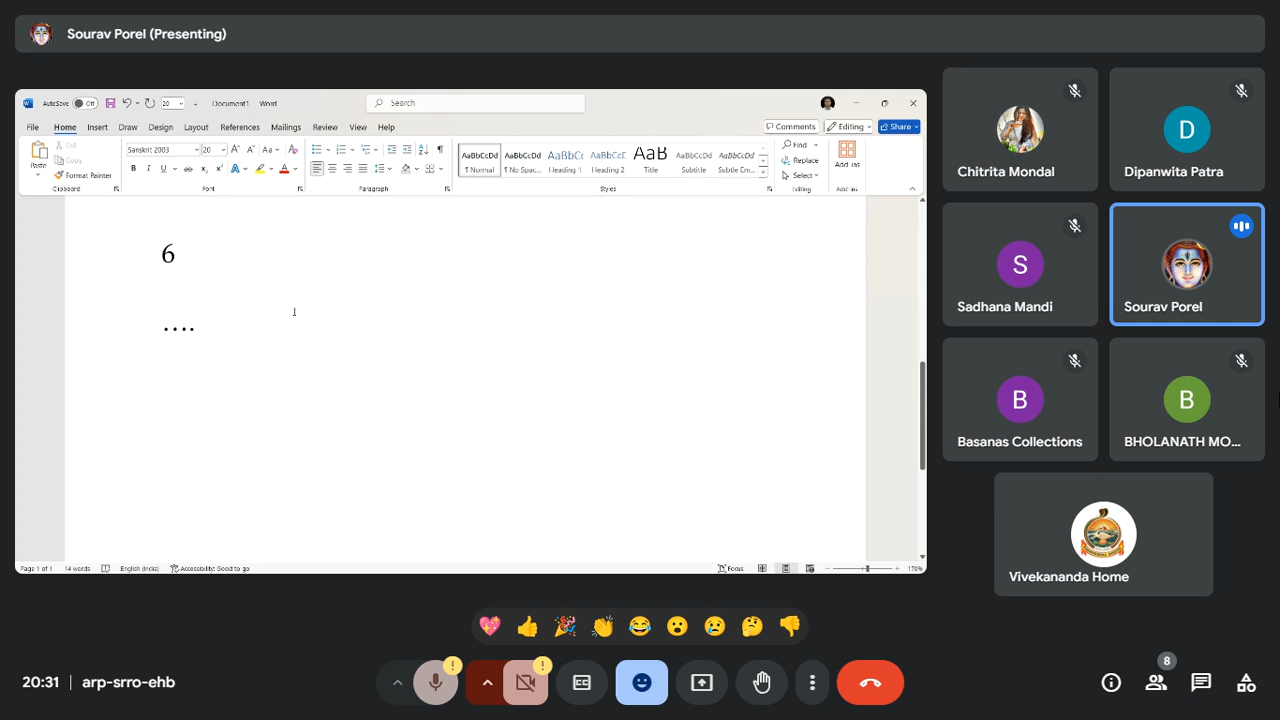 Sourav Porel (Presenting)
AutoSave Off 20 Document1 Word Search
File Home Insert Draw Design Layout References Mailings Review View Help Comments Editing Share
Paste Cut Copy Format Painter Clipboard
Sanskrit 2003 20 Font
Paragraph
AaBbCcDd AaBbCcDd AaBbCc AaBbCcE AaB AaBbCcDd AaBbCcDd
¶ Normal ¶ No Spac... Heading 1 Heading 2 Title Subtitle Subtle Em...
Styles
Find Replace Select Editing
Add-ins Add-ins
6
....
Page 1 of 1 14 words English (India) Accessibility: Good to go Focus 170%
Chitrita Mondal
Dipanwita Patra
S
Sadhana Mandi
D
Sourav Porel
B
Basanas Collections
B
BHOLANATH MO...
Vivekananda Home
20:31 | arp-srro-ehb
8